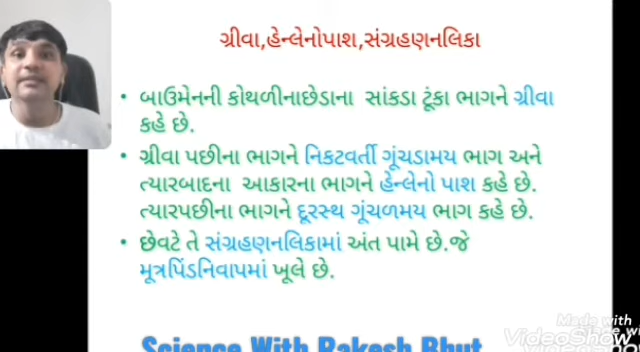 ગ્રીવા,હેન્લેનોપાશ,સંગ્રહણનલિકા
• બાઉમેનની કોથળીનાછેડાના સાંકડા ટૂંકા ભાગને ગ્રીવા
કહે છે.
• ગ્રીવા પછીના ભાગને નિકટવર્તી ગૂંચડામય ભાગ અને
ત્યારબાદના આકારના ભાગને હેન્લેનો પાશ કહે છે.
ત્યારપછીના ભાગને દૂરસ્થ ગૂંચળમય ભાગ કહે છે.
• છેવટે તે સંગ્રહણનલિકામાં અંત પામે છે.જે
મૂત્રપિંડનિવાપમાં ખૂલે છે.
Science With Rakesh Bhut
Made with
VideoShow